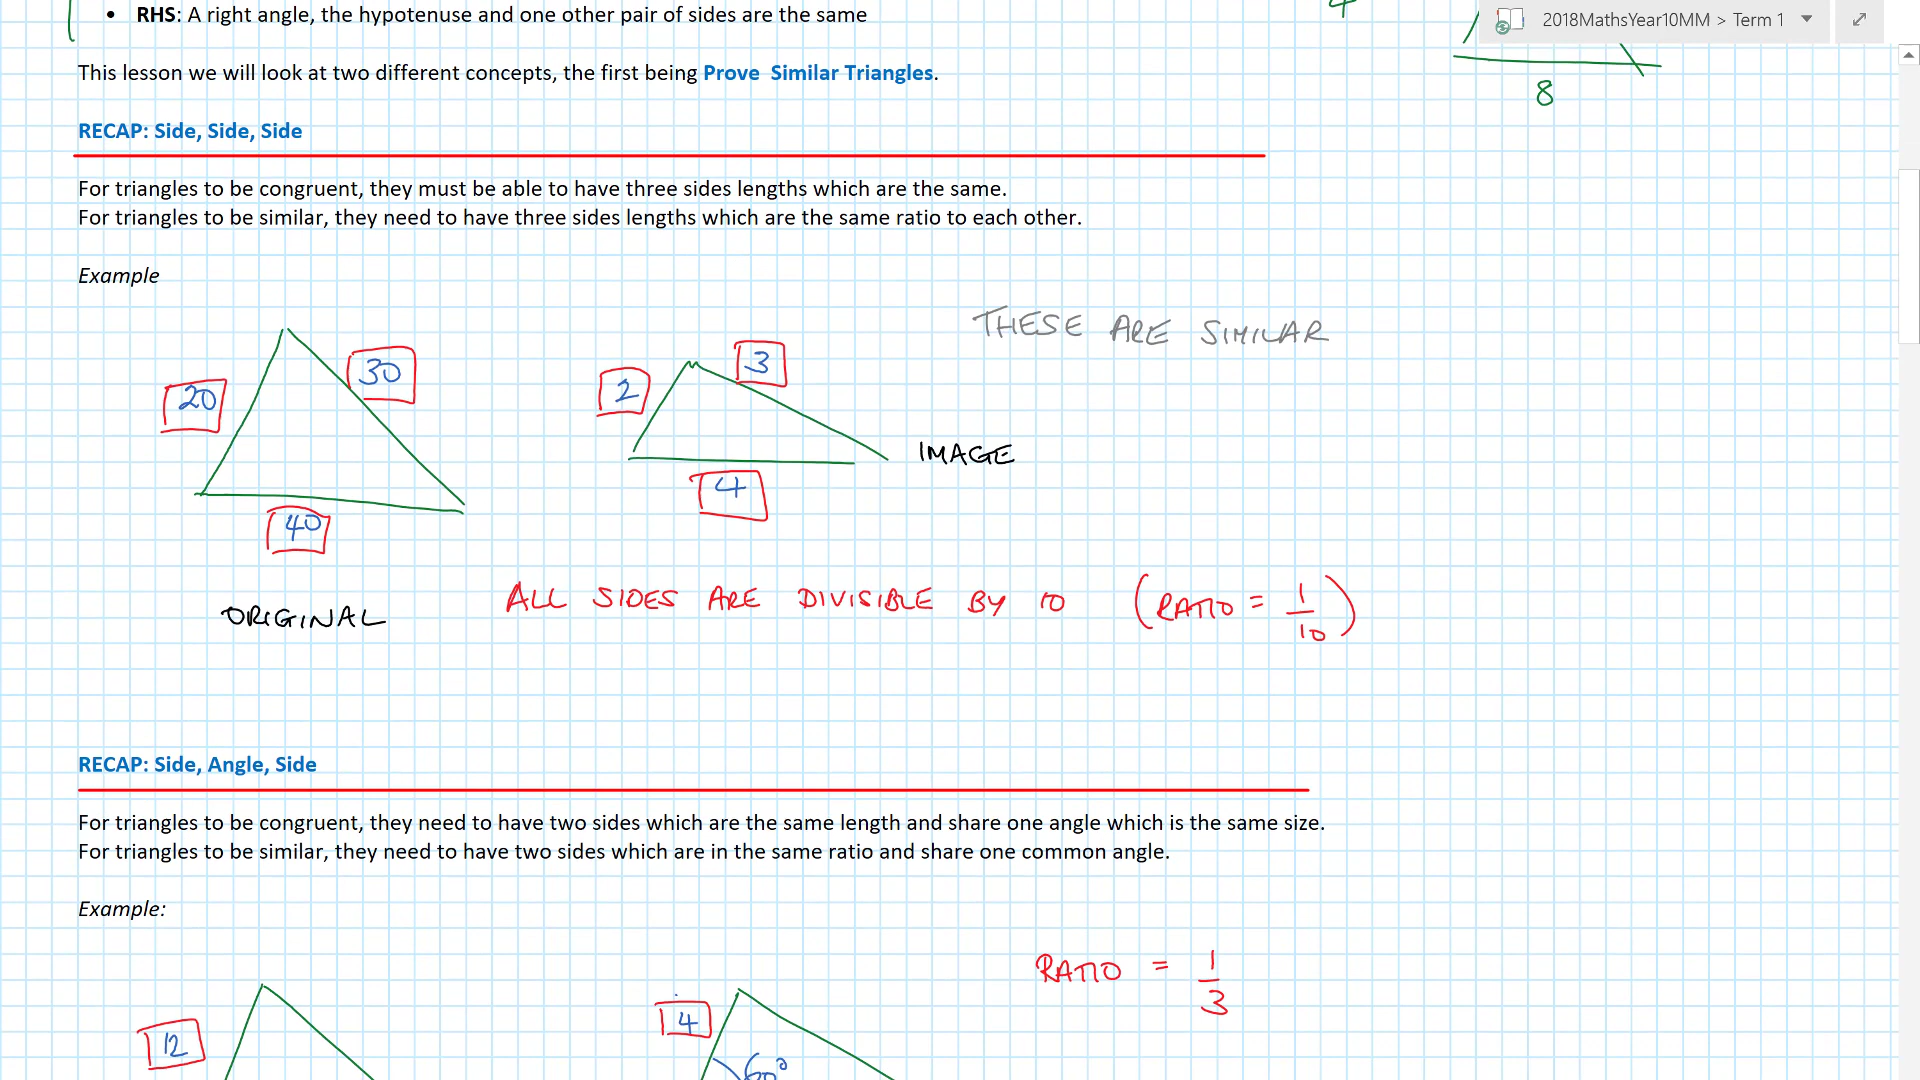 • RHS: A right angle, the hypotenuse and one other pair of sides are the same
4
2018MathsYear10MM > Term 1
8
This lesson we will look at two different concepts, the first being Prove  Similar Triangles.
RECAP: Side, Side, Side
For triangles to be congruent, they must be able to have three sides lengths which are the same.
For triangles to be similar, they need to have three sides lengths which are the same ratio to each other.
Example
THESE ARE SIMILAR
20
30
40
ORIGINAL
2
3
4
IMAGE
ALL SIDES ARE DIVISIBLE BY 10 (RATIO = 1/10)
RECAP: Side, Angle, Side
For triangles to be congruent, they need to have two sides which are the same length and share one angle which is the same size.
For triangles to be similar, they need to have two sides which are in the same ratio and share one common angle.
Example:
RATIO = 1/3
12
4
60°